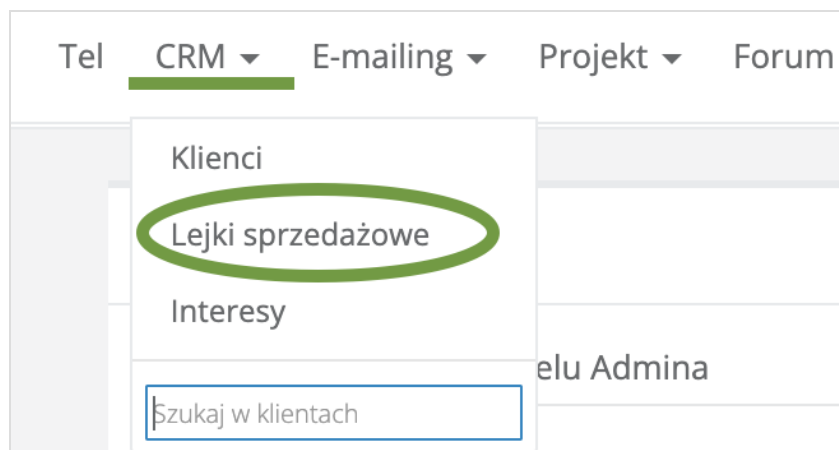 Tel CRM E-mailing Projekt Forum
Klienci
Lejki sprzedażowe
Interesy
elu Admina
Szukaj w klientach